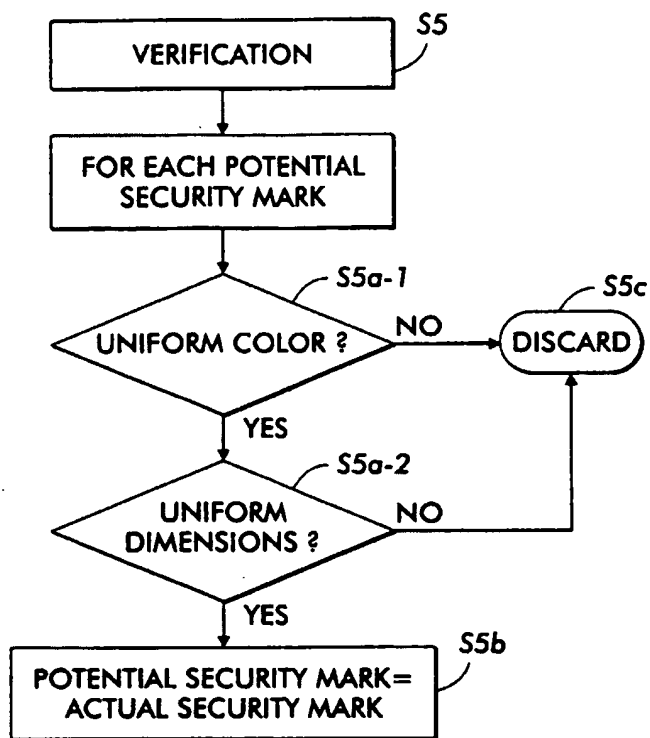 S5
VERIFICATION
FOR EACH POTENTIAL
SECURITY MARK
S5a-1
S5c
UNIFORM COLOR ?
NO
DISCARD
YES
S5a-2
UNIFORM
DIMENSIONS ?
NO
YES
S5b
POTENTIAL SECURITY MARK=
ACTUAL SECURITY MARK